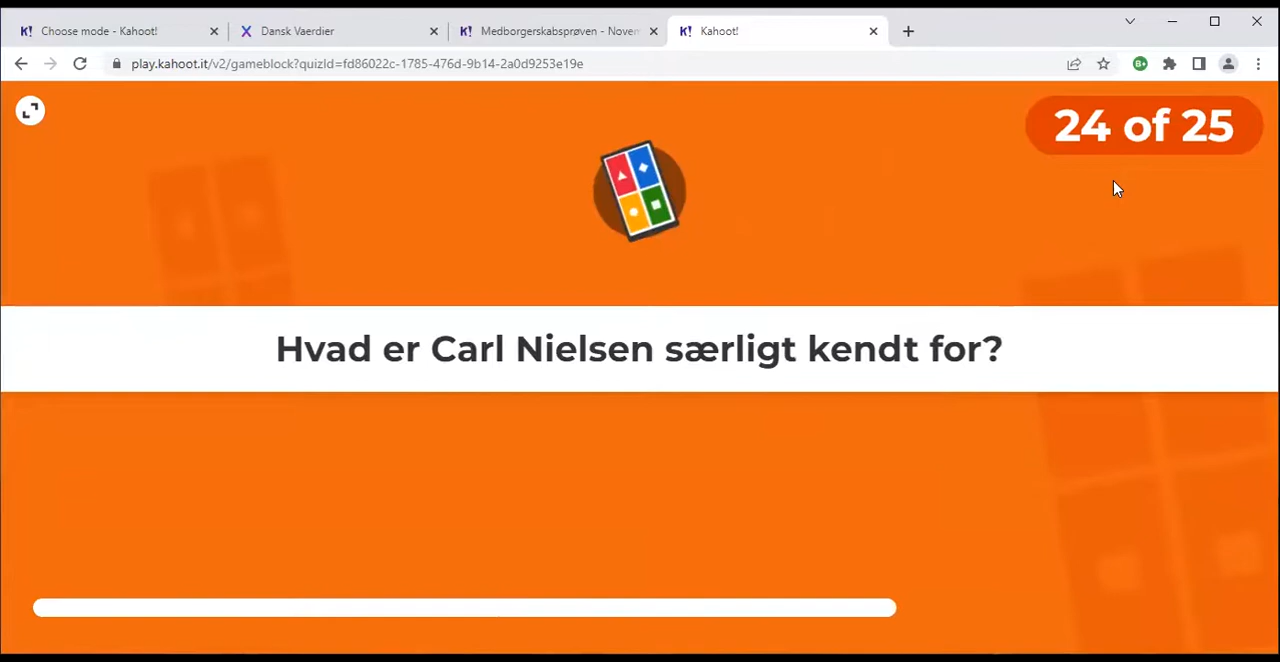 K! Choose mode - Kahoot!
Dansk Vaerdier
K! Medborgerskabsprøven - Novem
K! Kahoot!
play.kahoot.it/v2/gameblock?quizId=fd86022c-1785-476d-9b14-2a0d9253e19e
24 of 25
Hvad er Carl Nielsen særligt kendt for?